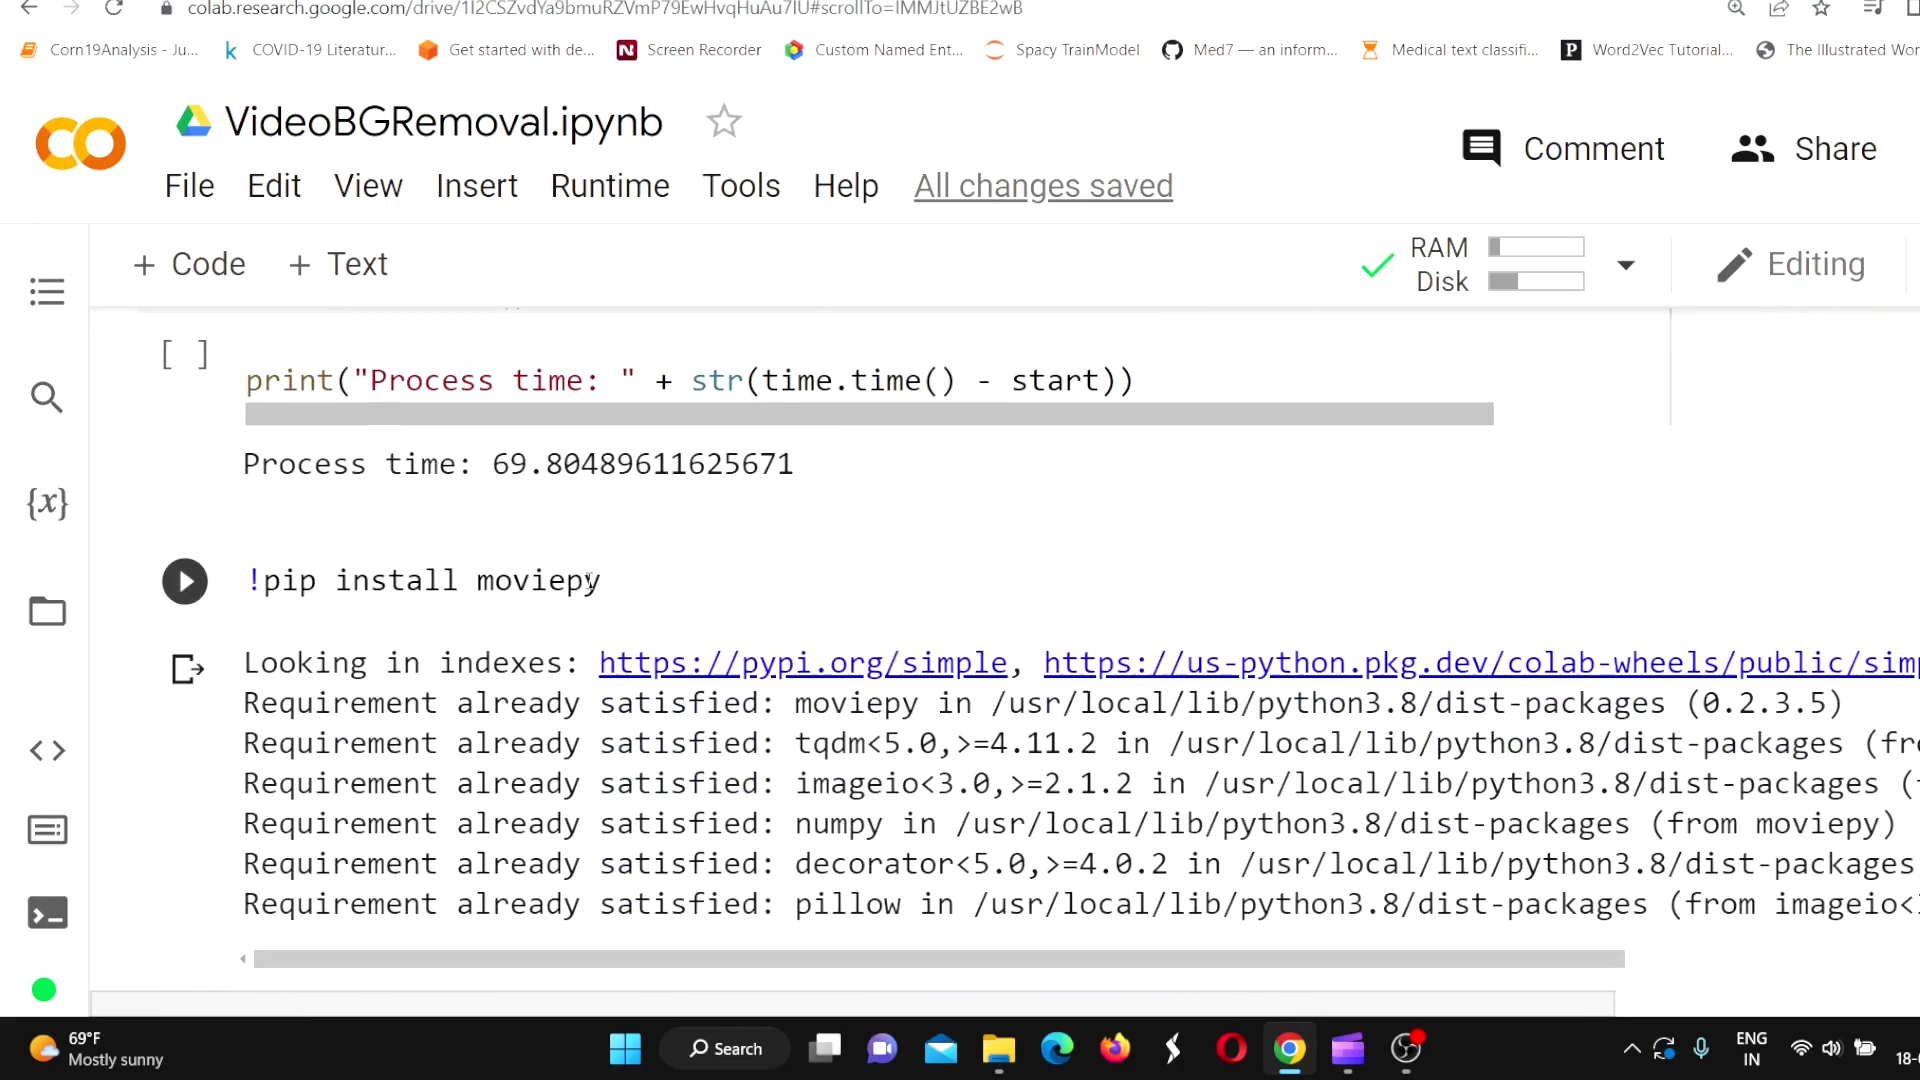 colab.research.google.com/drive/1I2CSZvdYa9bmuRZVmP79EwHvqHuAu7IU#scrollTo=IMMJtUZBE2wB
Corn19Analysis - Ju... COVID-19 Literatur... Get started with de... Screen Recorder Custom Named Ent... Spacy TrainModel Med7 — an inform... Medical text classifi... Word2Vec Tutorial... The Illustrated Wor
VideoBGRemoval.ipynb
Comment Share
File Edit View Insert Runtime Tools Help All changes saved
+ Code + Text RAM Disk Editing
[ ]
print("Process time: " + str(time.time() - start))
Process time: 69.80489611625671
{x}
!pip install moviepy
Looking in indexes: https://pypi.org/simple, https://us-python.pkg.dev/colab-wheels/public/simp
Requirement already satisfied: moviepy in /usr/local/lib/python3.8/dist-packages (0.2.3.5)
Requirement already satisfied: tqdm<5.0,>=4.11.2 in /usr/local/lib/python3.8/dist-packages (fr
Requirement already satisfied: imageio<3.0,>=2.1.2 in /usr/local/lib/python3.8/dist-packages (
Requirement already satisfied: numpy in /usr/local/lib/python3.8/dist-packages (from moviepy)
Requirement already satisfied: decorator<5.0,>=4.0.2 in /usr/local/lib/python3.8/dist-packages
Requirement already satisfied: pillow in /usr/local/lib/python3.8/dist-packages (from imageio<
69°F
Mostly sunny
Search
ENG
IN
18-